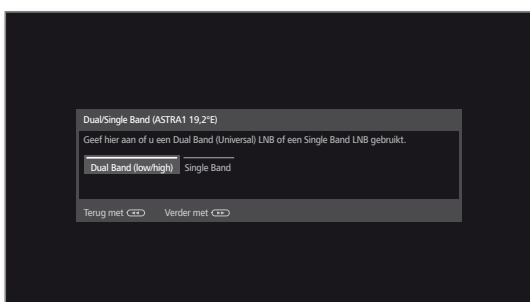 Dual/Single Band (ASTRA1 19,2°E)
Geef hier aan of u een Dual Band (Universal) LNB of een Single Band LNB gebruikt.
Dual Band (low/high) Single Band
Terug met Verder met